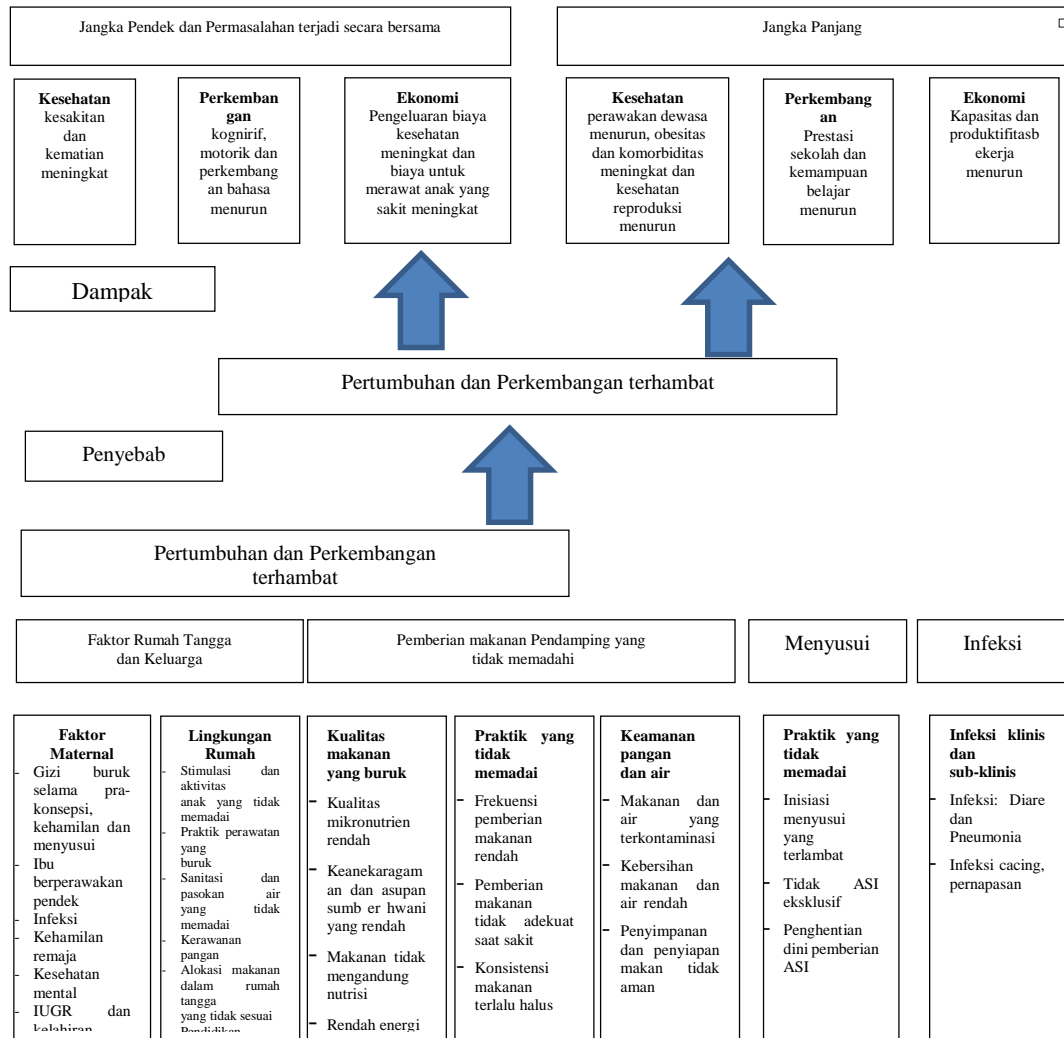 Jangka Pendek dan Permasalahan terjadi secara bersama
Jangka Panjang
Kesehatan
kesakitan
dan
kematian
meningkat
Perkemban
gan
kognirif,
motorik dan
perkembang
an bahasa
menurun
Ekonomi
Pengeluaran biaya
kesehatan
meningkat dan
biaya untuk
merawat anak yang
sakit meningkat
Kesehatan
perawakan dewasa
menurun, obesitas
dan komorbiditas
meningkat dan
kesehatan
reproduksi
menurun
Perkembang
an
Prestasi
sekolah dan
kemampuan
belajar
menurun
Ekonomi
Kapasitas dan
produktifitasb
ekerja
menurun
Dampak
Pertumbuhan dan Perkembangan terhambat
Penyebab
Pertumbuhan dan Perkembangan
terhambat
Faktor Rumah Tangga
dan Keluarga
Pemberian makanan Pendamping yang
tidak memadahi
Menyusui
Infeksi
Faktor
Maternal
- Gizi buruk
selama pra-
konsepsi,
kehamilan dan
menyusui
- Ibu
berperawakan
pendek
- Infeksi
- Kehamilan
remaja
- Kesehatan
mental
- IUGR dan
kelahiran
Lingkungan
Rumah
- Stimulasi dan
aktivitas
anak yang tidak
memadai
- Praktik perawatan
yang
buruk
- Sanitasi dan
pasokan air
yang tidak
memadai
- Kerawanan
pangan
- Alokasi makanan
dalam rumah
tangga
yang tidak sesuai
- Pendidikan
Kualitas
makanan
yang buruk
- Kualitas
mikronutrien
rendah
- Keanekaragam
an dan asupan
sumb er hwani
yang rendah
- Makanan tidak
mengandung
nutrisi
- Rendah energi
Praktik yang
tidak
memadai
- Frekuensi
pemberian
makanan
rendah
- Pemberian
makanan
tidak adekuat
saat sakit
- Konsistensi
makanan
terlalu halus
Keamanan
pangan
dan air
- Makanan dan
air yang
terkontaminasi
- Kebersihan
makanan dan
air rendah
- Penyimpanan
dan penyiapan
makan tidak
aman
Praktik yang
tidak
memadai
- Inisiasi
menyusui
yang
terlambat
- Tidak ASI
eksklusif
- Penghentian
dini pemberian
ASI
Infeksi klinis
dan
sub-klinis
- Infeksi: Diare
dan
Pneumonia
- Infeksi cacing,
pernapasan